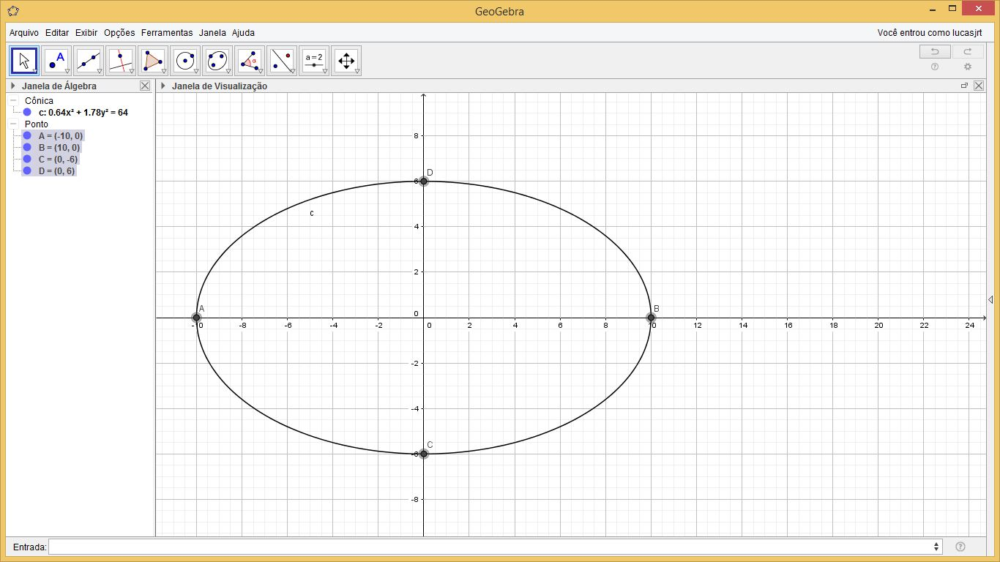 GeoGebra
Arquivo Editar Exibir Opções Ferramentas Janela Ajuda
Você entrou como lucasjrt
A
α
a=2
Janela de Álgebra
Janela de Visualização
Cônica
c: 0.64x² + 1.78y² = 64
Ponto
A = (-10, 0)
B = (10, 0)
C = (0, -6)
D = (0, 6)
8
D
6
c
4
2
A
B
0
-10 -8 -6 -4 -2 0 2 4 6 8 10 12 14 16 18 20 22 24
-2
-4
C
-6
-8
Entrada: